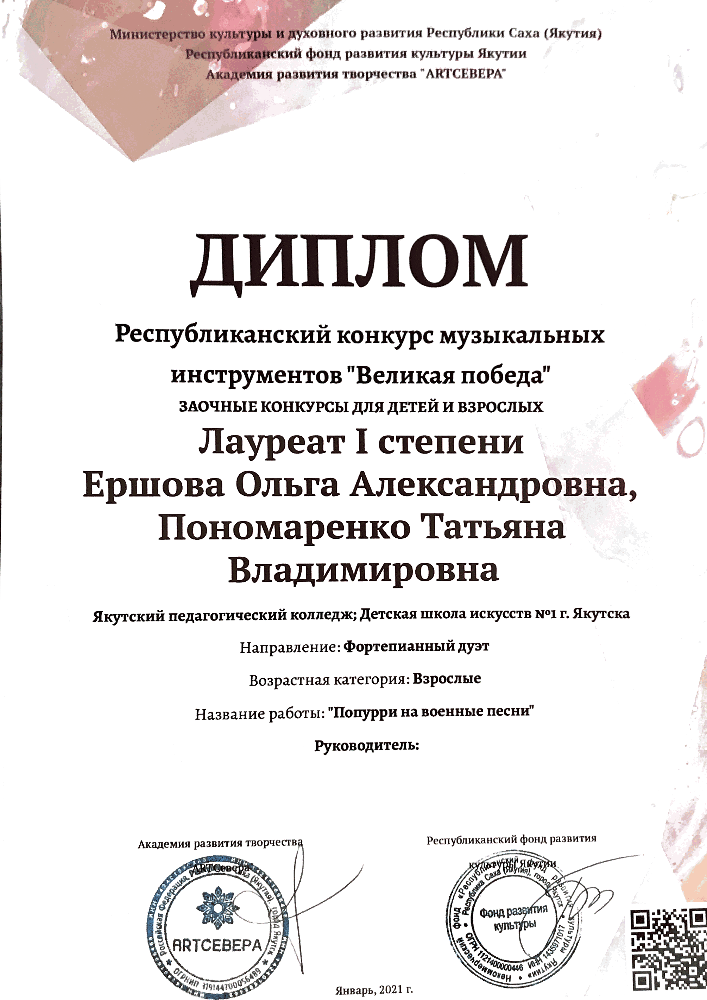 Министерство культуры и духовного развития Республики Саха (Якутия)
Республиканский фонд развития культуры Якутии
Академия развития творчества "ARTСЕВЕРА"
ДИПЛОМ
Республиканский конкурс музыкальных
инструментов "Великая победа"
ЗАОЧНЫЕ КОНКУРСЫ ДЛЯ ДЕТЕЙ И ВЗРОСЛЫХ
Лауреат I степени
Ершова Ольга Александровна,
Пономаренко Татьяна
Владимировна
Якутский педагогический колледж; Детская школа искусств №1 г. Якутска
Направление: Фортепианный дуэт
Возрастная категория: Взрослые
Название работы: "Попурри на военные песни"
Руководитель:
Академия развития творчества
"ARTСевера"
Российская Федерация, Республика Саха (Якутия), город Якутск
ARTСЕВЕРА
ОГРНИП 319144700056489
Республиканский фонд развития
культуры Якутии
Некоммерческий фонд «Республиканский фонд развития культуры Якутии»
Республика Саха (Якутия), город Якутск
Фонд развития
культуры
ОГРН 1121400000446 ИНН 1435971017
Январь, 2021 г.